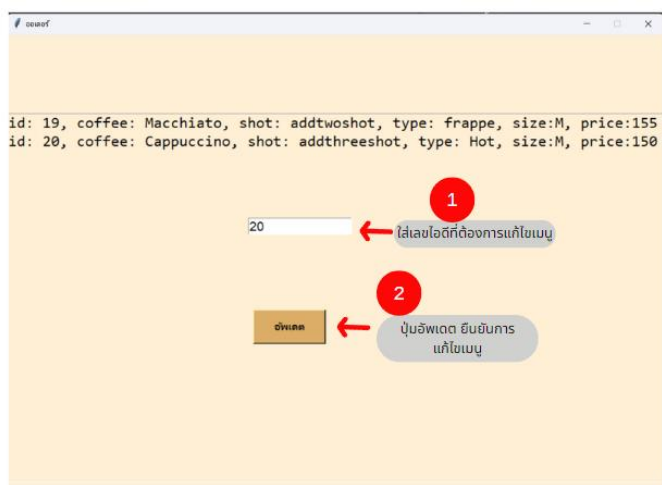 ออเดอร์
id: 19, coffee: Macchiato, shot: addtwoshot, type: frappe, size:M, price:155
id: 20, coffee: Cappuccino, shot: addthreeshot, type: Hot, size:M, price:150
1
20
ใส่เลขไอดีที่ต้องการแก้ไขเมนู
2
อัพเดต
ปุ่มอัพเดต ยืนยันการ
แก้ไขเมนู